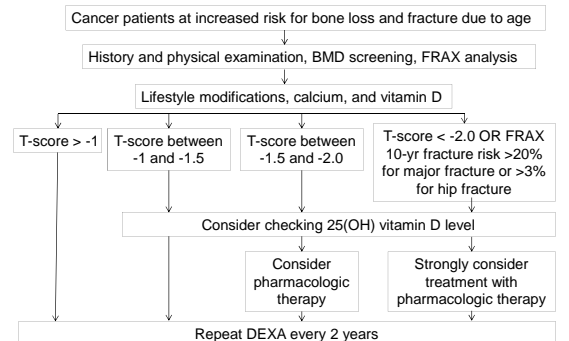 Cancer patients at increased risk for bone loss and fracture due to age
History and physical examination, BMD screening, FRAX analysis
Lifestyle modifications, calcium, and vitamin D
T-score > -1
T-score between
-1 and -1.5
T-score between
-1.5 and -2.0
T-score < -2.0 OR FRAX
10-yr fracture risk >20%
for major fracture or >3%
for hip fracture
Consider checking 25(OH) vitamin D level
Consider
pharmacologic
therapy
Strongly consider
treatment with
pharmacologic therapy
Repeat DEXA every 2 years